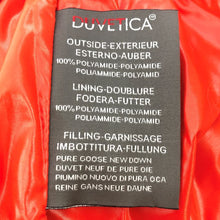 DUVETICA
OUTSIDE-EXTERIEUR
ESTERNO-AUBER
100% POLYAMIDE-POLYAMIDE
POLIAMMIDE-POLYAMID
LINING-DOUBLURE
FODERA-FUTTER
100% POLYAMIDE-POLYAMIDE
POLIAMMIDE-POLYAMID
FILLING-GARNISSAGE
IMBOTTITURA-FULLUNG
PURE GOOSE NEW DOWN
DUVET NEUF DE PUR E DIE
PIUMINO NUOVO DI PURA OCA
REINE GANS NEUE DAUNE